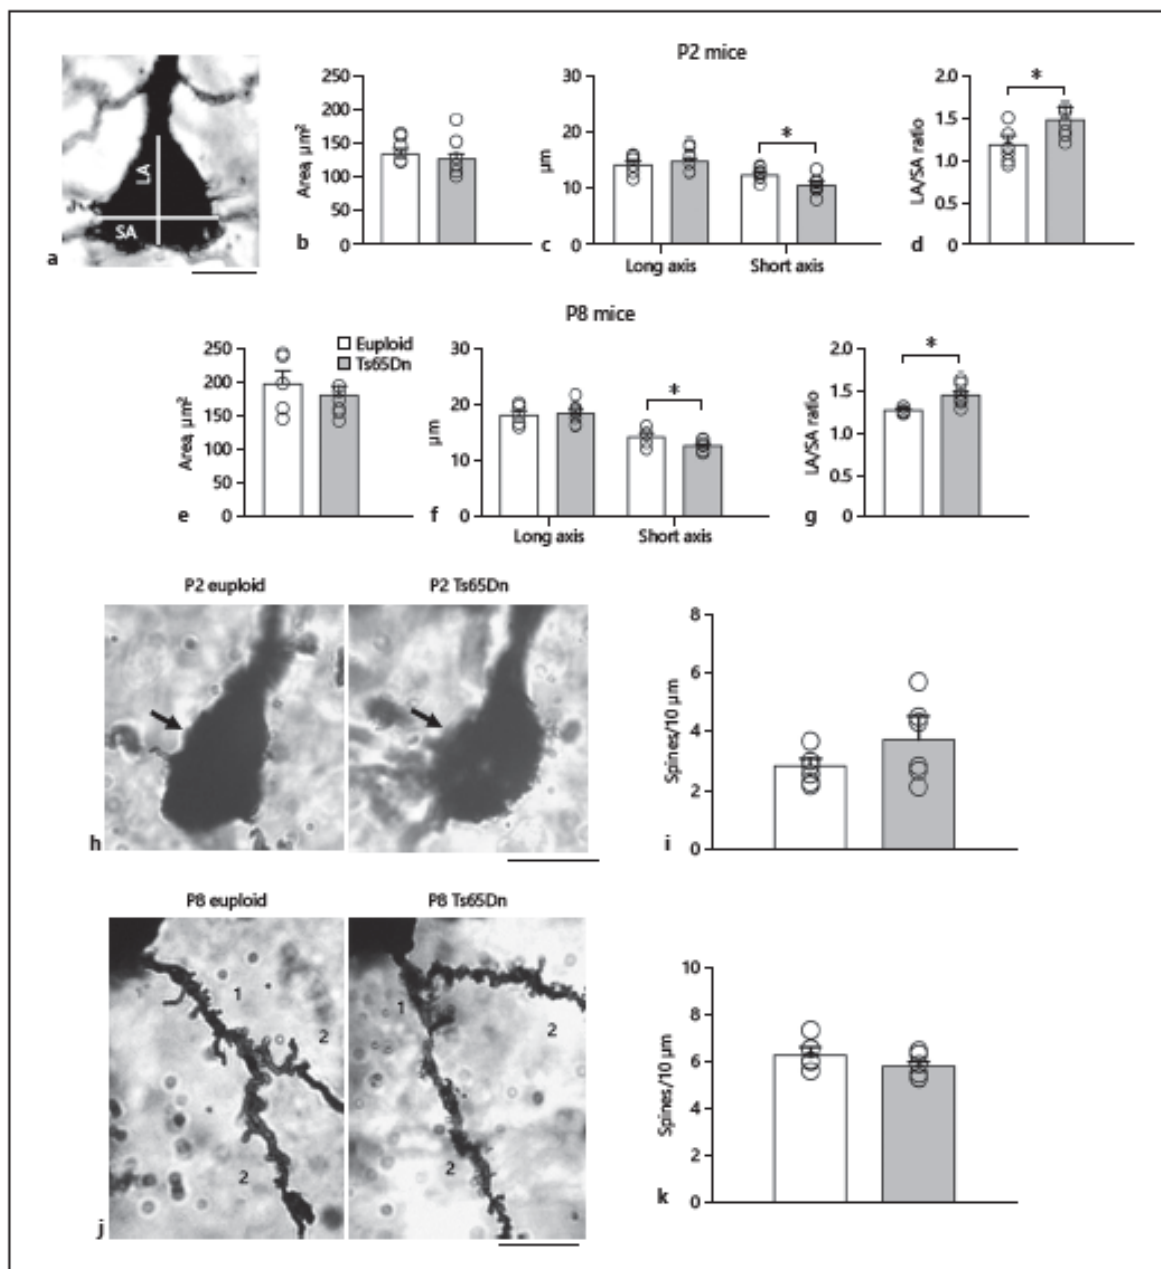 P2 mice
LA
SA
a
Area, μm²
250
200
150
100
50
0
b
μm
30
20
10
0
*
Long axis
Short axis
c
LA/SA ratio
2.0
1.5
1.0
0.5
0
*
d
P8 mice
Area, μm²
250
200
150
100
50
0
Euploid
Ts65Dn
e
μm
30
20
10
0
*
Long axis
Short axis
f
LA/SA ratio
2.0
1.5
1.0
0.5
0
*
g
P2 euploid
P2 Ts65Dn
h
Spines/10 μm
8
6
4
2
0
i
P8 euploid
P8 Ts65Dn
1
2
2
1
2
2
j
Spines/10 μm
10
8
6
4
2
0
k